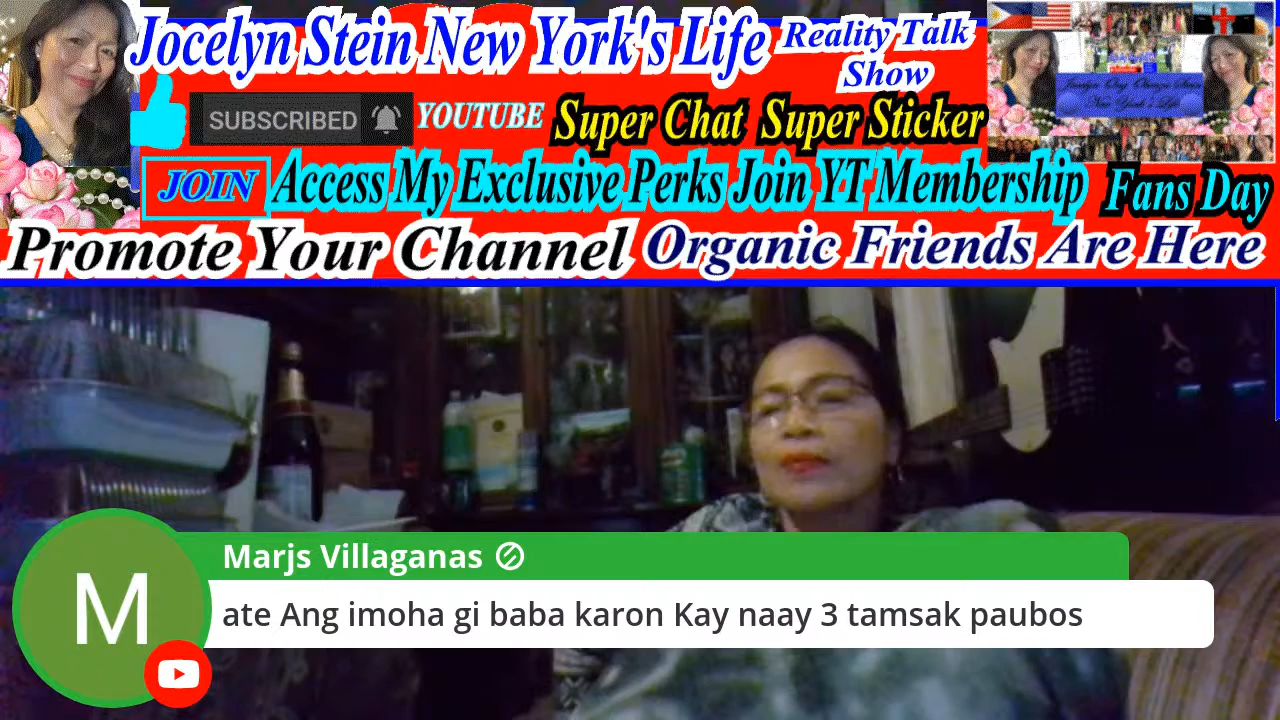 Jocelyn Stein New York's Life
Reality Talk
Show
SUBSCRIBED
YOUTUBE
Super Chat Super Sticker
JOIN
Access My Exclusive Perks Join YT Membership
Fans Day
Promote Your Channel
Organic Friends Are Here
Marjs Villaganas
M
ate Ang imoha gi baba karon Kay naay 3 tamsak paubos